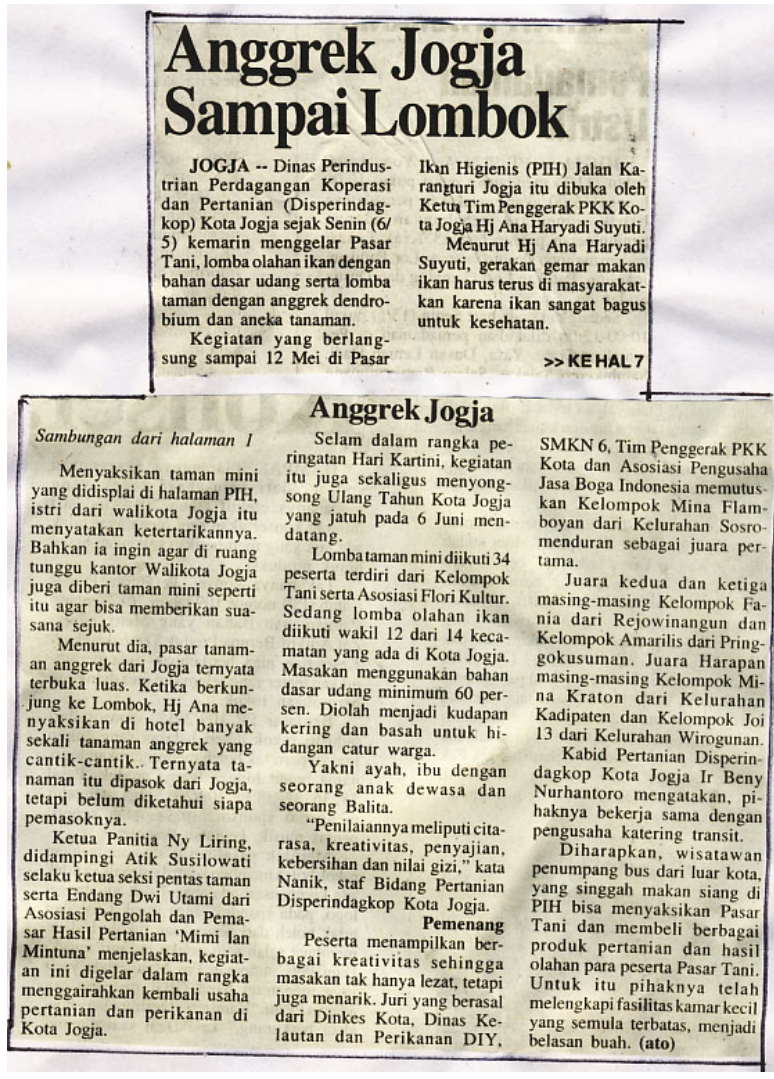 Anggrek Jogja
Sampai Lombok
JOGJA -- Dinas Perindus-
trian Perdagangan Koperasi
dan Pertanian (Disperindag-
kop) Kota Jogja sejak Senin (6/
5) kemarin menggelar Pasar
Tani, lomba olahan ikan dengan
bahan dasar udang serta lomba
taman dengan anggrek dendro-
bium dan aneka tanaman.
Kegiatan yang berlang-
sung sampai 12 Mei di Pasar
Ikan Higienis (PIH) Jalan Ka-
rangturi Jogja itu dibuka oleh
Ketua Tim Penggerak PKK Ko-
ta Jogja Hj Ana Haryadi Suyuti.
Menurut Hj Ana Haryadi
Suyuti, gerakan gemar makan
ikan harus terus di masyarakat-
kan karena ikan sangat bagus
untuk kesehatan.
>> KE HAL 7
Anggrek Jogja
Sambungan dari halaman 1
Menyaksikan taman mini
yang didisplai di halaman PIH,
istri dari walikota Jogja itu
menyatakan ketertarikannya.
Bahkan ia ingin agar di ruang
tunggu kantor Walikota Jogja
juga diberi taman mini seperti
itu agar bisa memberikan sua-
sana sejuk.
Menurut dia, pasar tanam-
an anggrek dari Jogja ternyata
terbuka luas. Ketika berkun-
jung ke Lombok, Hj Ana me-
nyaksikan di hotel banyak
sekali tanaman anggrek yang
cantik-cantik.. Ternyata ta-
naman itu dipasok dari Jogja,
tetapi belum diketahui siapa
pemasoknya.
Ketua Panitia Ny Liring,
didampingi Atik Susilowati
selaku ketua seksi pentas taman
serta Endang Dwi Utami dari
Asosiasi Pengolah dan Pema-
sar Hasil Pertanian 'Mimi lan
Mintuna' menjelaskan, kegiat-
an ini digelar dalam rangka
menggairahkan kembali usaha
pertanian dan perikanan di
Kota Jogja.
Selam dalam rangka pe-
ringatan Hari Kartini, kegiatan
itu juga sekaligus menyong-
song Ulang Tahun Kota Jogja
yang jatuh pada 6 Juni men-
datang.
Lomba taman mini diikuti 34
peserta terdiri dari Kelompok
Tani serta Asosiasi Flori Kultur.
Sedang lomba olahan ikan
diikuti wakil 12 dari 14 keca-
matan yang ada di Kota Jogja.
Masakan menggunakan bahan
dasar udang minimum 60 per-
sen. Diolah menjadi kudapan
kering dan basah untuk hi-
dangan catur warga.
Yakni ayah, ibu dengan
seorang anak dewasa dan
seorang Balita.
"Penilaiannya meliputi cita-
rasa, kreativitas, penyajian,
kebersihan dan nilai gizi," kata
Nanik, staf Bidang Pertanian
Disperindagkop Kota Jogja.
Pemenang
Peserta menampilkan ber-
bagai kreativitas sehingga
masakan tak hanya lezat, tetapi
juga menarik. Juri yang berasal
dari Dinkes Kota, Dinas Ke-
lautan dan Perikanan DIY,
SMKN 6, Tim Penggerak PKK
Kota dan Asosiasi Pengusaha
Jasa Boga Indonesia memutus-
kan Kelompok Mina Flam-
boyan dari Kelurahan Sosro-
menduran sebagai juara per-
tama.
Juara kedua dan ketiga
masing-masing Kelompok Fa-
nia dari Rejowinangun dan
Kelompok Amarilis dari Pring-
gokusuman. Juara Harapan
masing-masing Kelompok Mi-
na Kraton dari Kelurahan
Kadipaten dan Kelompok Joi
13 dari Kelurahan Wirogunan.
Kabid Pertanian Disperin-
dagkop Kota Jogja Ir Beny
Nurhantoro mengatakan, pi-
haknya bekerja sama dengan
pengusaha katering transit.
Diharapkan, wisatawan
penumpang bus dari luar kota,
yang singgah makan siang di
PIH bisa menyaksikan Pasar
Tani dan membeli berbagai
produk pertanian dan hasil
olahan para peserta Pasar Tani.
Untuk itu pihaknya telah
melengkapi fasilitas kamar kecil
yang semula terbatas, menjadi
belasan buah. (ato)